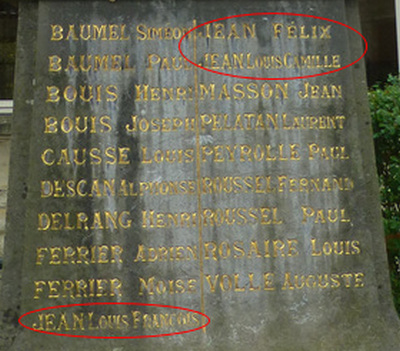 BAUMEL SIMÉON
BAUMEL PAUL
BOUIS HENRI
BOUIS JOSEPH
CAUSSE LOUIS
DESCAN ALPHONSE
DELRANG HENRI
FERRIER ADRIEN
FERRIER MOISE
JEAN LOUIS FRANÇOIS
JEAN FÉLIX
JEAN LOUIS CAMILLE
MASSON JEAN
PELATAN LAURENT
PEYROLLE PAUL
ROUSSEL FERNAND
ROUSSEL PAUL
ROSAIRE LOUIS
VOLLE AUGUSTE